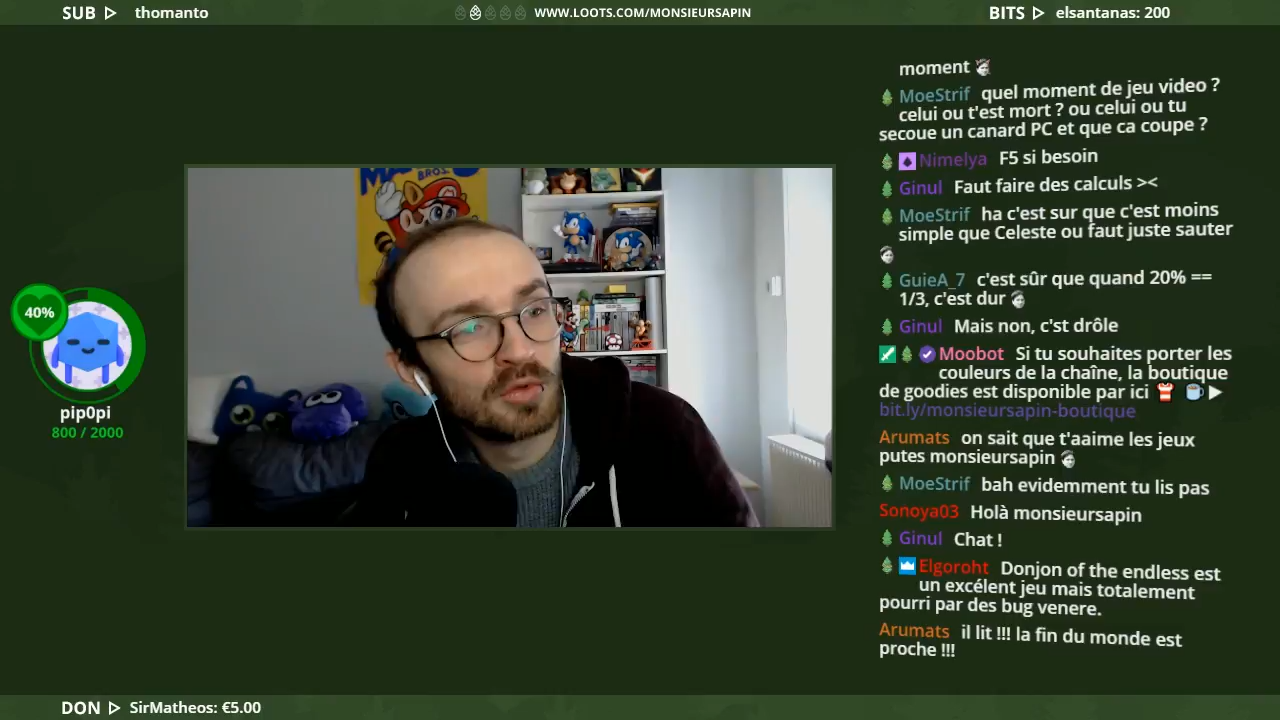 SUB thomanto
WWW.LOOTS.COM/MONSIEURSAPIN
BITS elsantanas: 200
moment
MoeStrif quel moment de jeu video ?
celui ou t'est mort ? ou celui ou tu
secoue un canard PC et que ca coupe ?
Nimelya F5 si besoin
Ginul Faut faire des calculs ><
MoeStrif ha c'est sur que c'est moins
simple que Celeste ou faut juste sauter
GuieA_7 c'est sûr que quand 20% ==
1/3, c'est dur
Ginul Mais non, c'st drôle
Moobot Si tu souhaites porter les
couleurs de la chaîne, la boutique
de goodies est disponible par ici
bit.ly/monsieursapin-boutique
Arumats on sait que t'aaime les jeux
putes monsieursapin
MoeStrif bah evidemment tu lis pas
Sonoya03 Holà monsieursapin
Ginul Chat !
Elgoroht Donjon of the endless est
un excélent jeu mais totalement
pourri par des bug venere.
Arumats il lit !!! la fin du monde est
proche !!!
40%
pip0pi
800 / 2000
BROS.
DON SirMatheos: €5.00